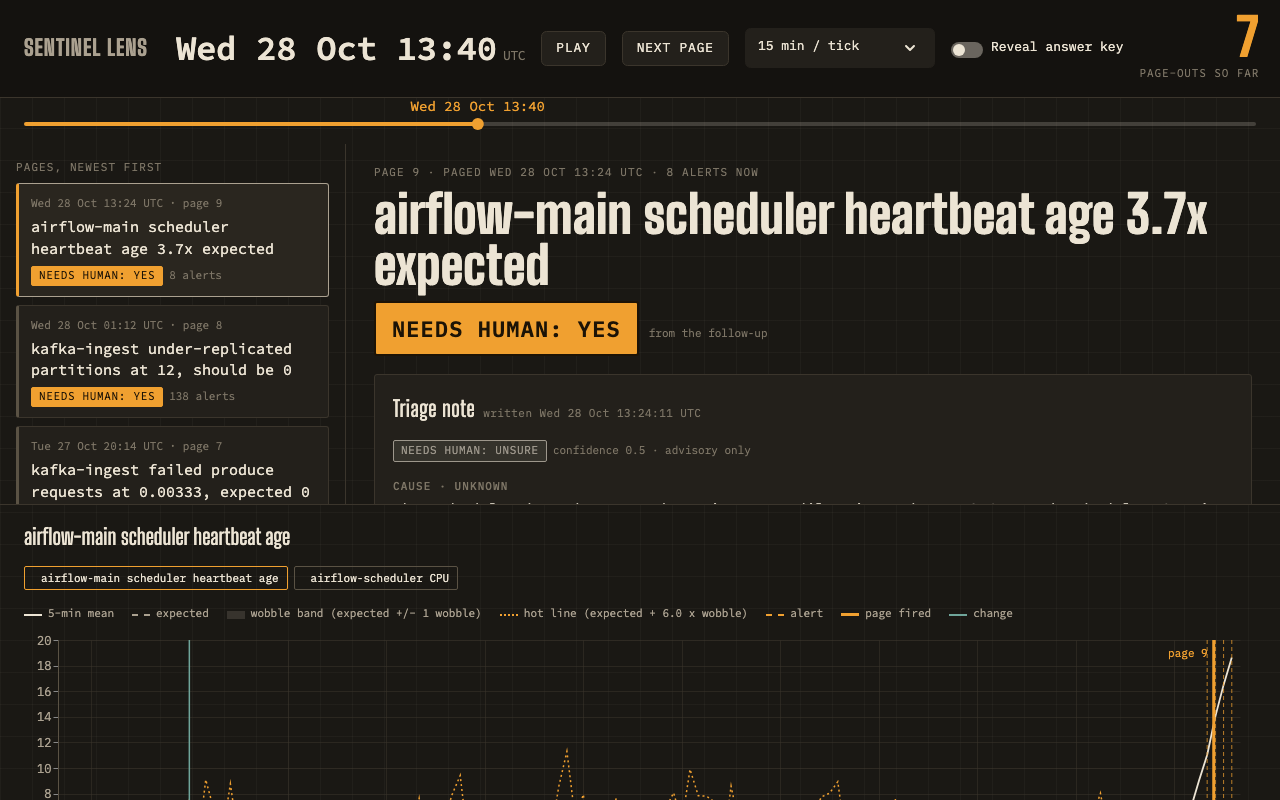 SENTINEL LENS
Wed 28 Oct 13:40 UTC
PLAY
NEXT PAGE
15 min / tick
Reveal answer key
7
PAGE-OUTS SO FAR
Wed 28 Oct 13:40
PAGES, NEWEST FIRST
Wed 28 Oct 13:24 UTC · page 9
airflow-main scheduler
heartbeat age 3.7x expected
NEEDS HUMAN: YES 8 alerts
Wed 28 Oct 01:12 UTC · page 8
kafka-ingest under-replicated
partitions at 12, should be 0
NEEDS HUMAN: YES 138 alerts
Tue 27 Oct 20:14 UTC · page 7
kafka-ingest failed produce
requests at 0.00333, expected 0
PAGE 9 · PAGED WED 28 OCT 13:24 UTC · 8 ALERTS NOW
airflow-main scheduler heartbeat age 3.7x
expected
NEEDS HUMAN: YES from the follow-up
Triage note written Wed 28 Oct 13:24:11 UTC
NEEDS HUMAN: UNSURE confidence 0.5 · advisory only
CAUSE · UNKNOWN
airflow-main scheduler heartbeat age
airflow-main scheduler heartbeat age
airflow-scheduler CPU
5-min mean
expected
wobble band (expected +/- 1 wobble)
hot line (expected + 6.0 x wobble)
alert
page fired
change
page 9
20
18
16
14
12
10
8